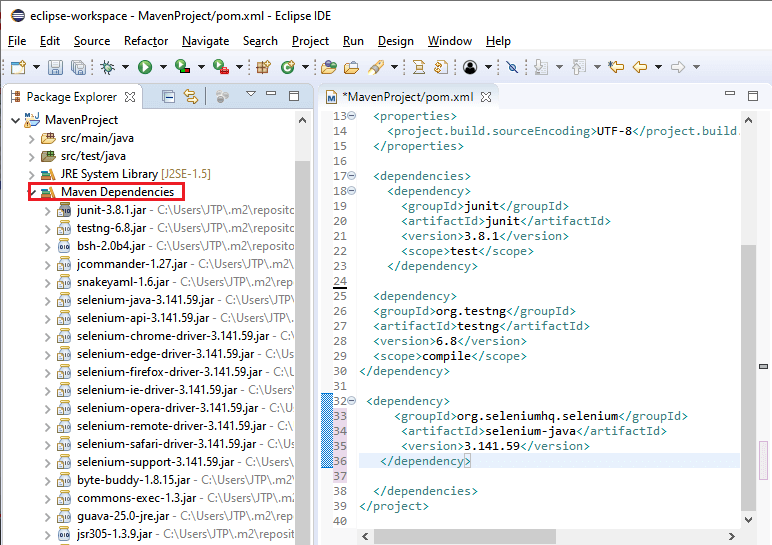 eclipse-workspace - MavenProject/pom.xml - Eclipse IDE
File Edit Source Refactor Navigate Search Project Run Design Window Help
Package Explorer
MavenProject
src/main/java
src/test/java
JRE System Library [J2SE-1.5]
Maven Dependencies
junit-3.8.1.jar - C:\Users\JTP\.m2\reposito
testng-6.8.jar - C:\Users\JTP\.m2\reposito
bsh-2.0b4.jar - C:\Users\JTP\.m2\reposito
jcommander-1.27.jar - C:\Users\JTP\.m2
snakeyaml-1.6.jar - C:\Users\JTP\.m2\rep
selenium-java-3.141.59.jar - C:\Users\JTP
selenium-api-3.141.59.jar - C:\Users\JTP\
selenium-chrome-driver-3.141.59.jar - C:
selenium-edge-driver-3.141.59.jar - C:\U
selenium-firefox-driver-3.141.59.jar - C:\
selenium-ie-driver-3.141.59.jar - C:\User
selenium-opera-driver-3.141.59.jar - C:\
selenium-remote-driver-3.141.59.jar - C:
selenium-safari-driver-3.141.59.jar - C:\U
selenium-support-3.141.59.jar - C:\Users
byte-buddy-1.8.15.jar - C:\Users\JTP\.m2
commons-exec-1.3.jar - C:\Users\JTP\.m
guava-25.0-jre.jar - C:\Users\JTP\.m2\re
jsr305-1.3.9.jar - C:\Users\JTP\.m2\repos
*MavenProject/pom.xml
13 <properties>
14 <project.build.sourceEncoding>UTF-8</project.build.
15 </properties>
16
17 <dependencies>
18 <dependency>
19 <groupId>junit</groupId>
20 <artifactId>junit</artifactId>
21 <version>3.8.1</version>
22 <scope>test</scope>
23 </dependency>
24
25 <dependency>
26 <groupId>org.testng</groupId>
27 <artifactId>testng</artifactId>
28 <version>6.8</version>
29 <scope>compile</scope>
30 </dependency>
31
32 <dependency>
33 <groupId>org.seleniumhq.selenium</groupId>
34 <artifactId>selenium-java</artifactId>
35 <version>3.141.59</version>
36 </dependency>
37
38 </dependencies>
39 </project>
40